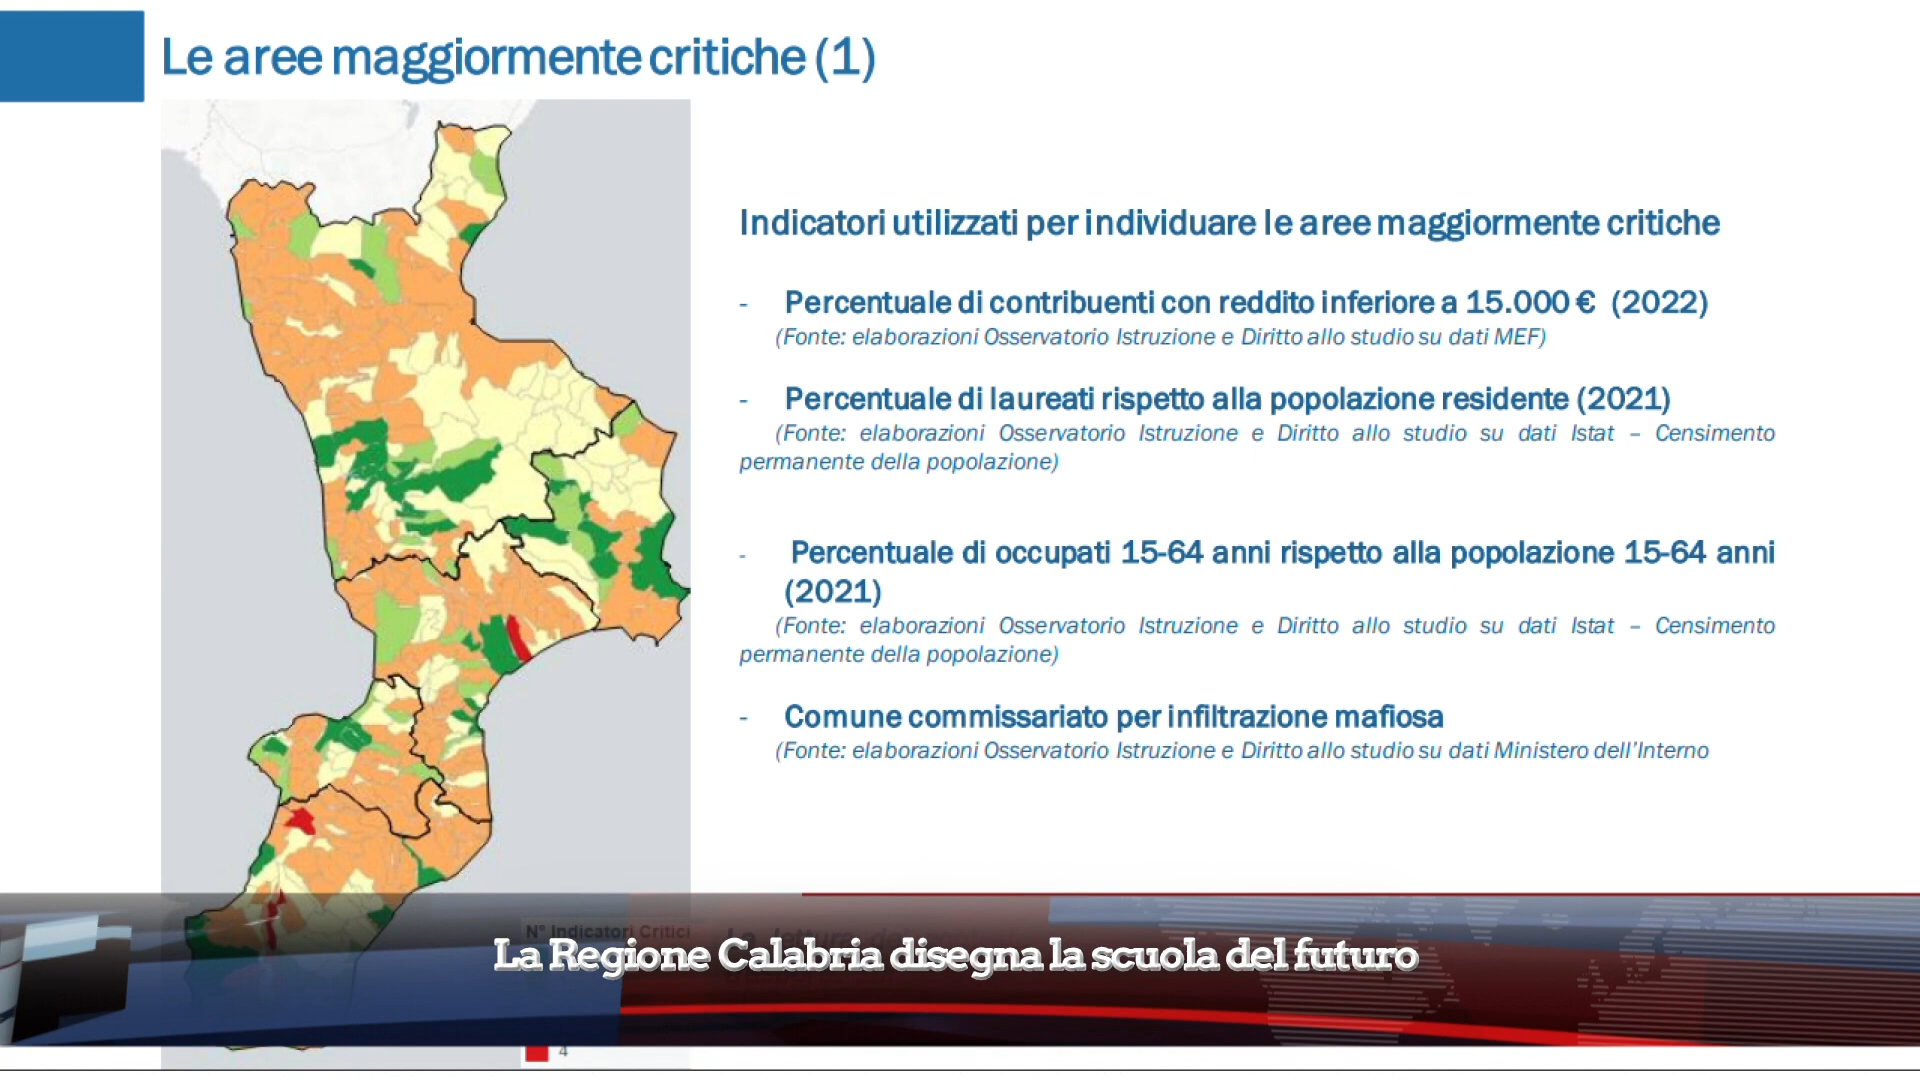 Le aree maggiormente critiche (1)
Indicatori utilizzati per individuare le aree maggiormente critiche
- Percentuale di contribuenti con reddito inferiore a 15.000 € (2022)
(Fonte: elaborazioni Osservatorio Istruzione e Diritto allo studio su dati MEF)
- Percentuale di laureati rispetto alla popolazione residente (2021)
(Fonte: elaborazioni Osservatorio Istruzione e Diritto allo studio su dati Istat – Censimento
permanente della popolazione)
- Percentuale di occupati 15-64 anni rispetto alla popolazione 15-64 anni
(2021)
(Fonte: elaborazioni Osservatorio Istruzione e Diritto allo studio su dati Istat – Censimento
permanente della popolazione)
- Comune commissariato per infiltrazione mafiosa
(Fonte: elaborazioni Osservatorio Istruzione e Diritto allo studio su dati Ministero dell'Interno
N° Indicatori Critici
La Regione Calabria disegna la scuola del futuro
4